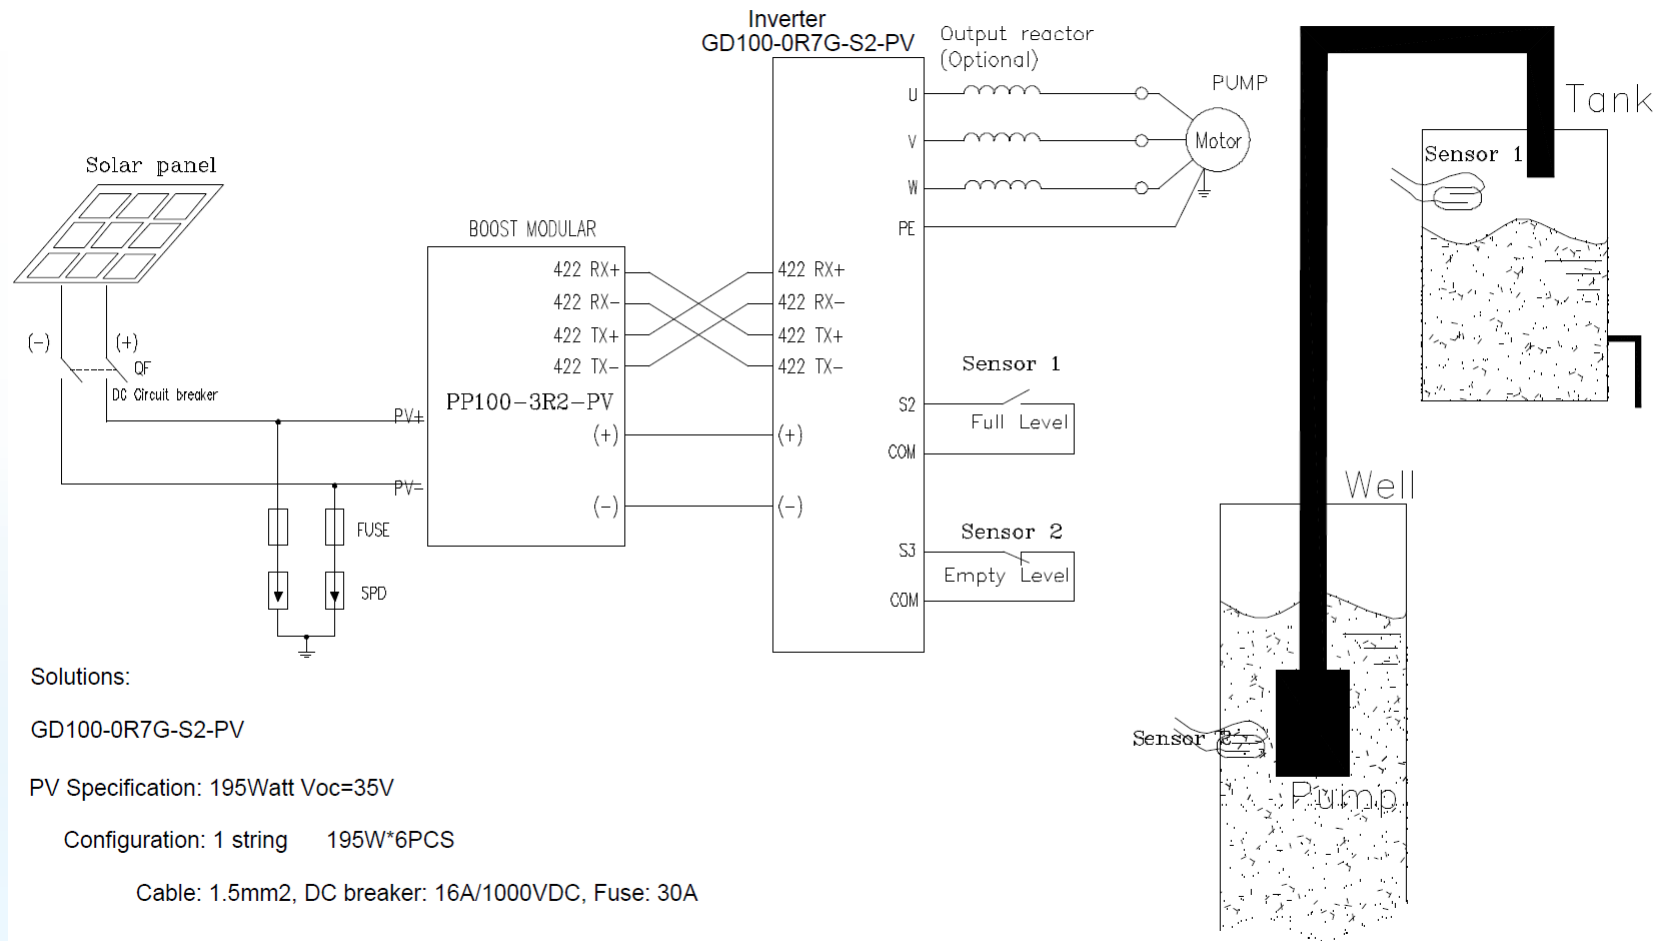 Inverter
GD100-0R7G-S2-PV
Output reactor
(Optional)
PUMP
U
V
Motor
W
PE
Tank
Sensor 1
Solar panel
(-)
(+)
QF
DC Circuit breaker
BOOST MODULAR
422 RX+
422 RX-
422 TX+
422 TX-
PP100-3R2-PV
PV+
PV-
(+)
(-)
422 RX+
422 RX-
422 TX+
422 TX-
(+)
(-)
Sensor 1
S2
Full Level
COM
Sensor 2
S3
Empty Level
COM
FUSE
SPD
Well
Sensor 2
Pump
Solutions:
GD100-0R7G-S2-PV
PV Specification: 195Watt Voc=35V
Configuration: 1 string 195W*6PCS
Cable: 1.5mm2, DC breaker: 16A/1000VDC, Fuse: 30A